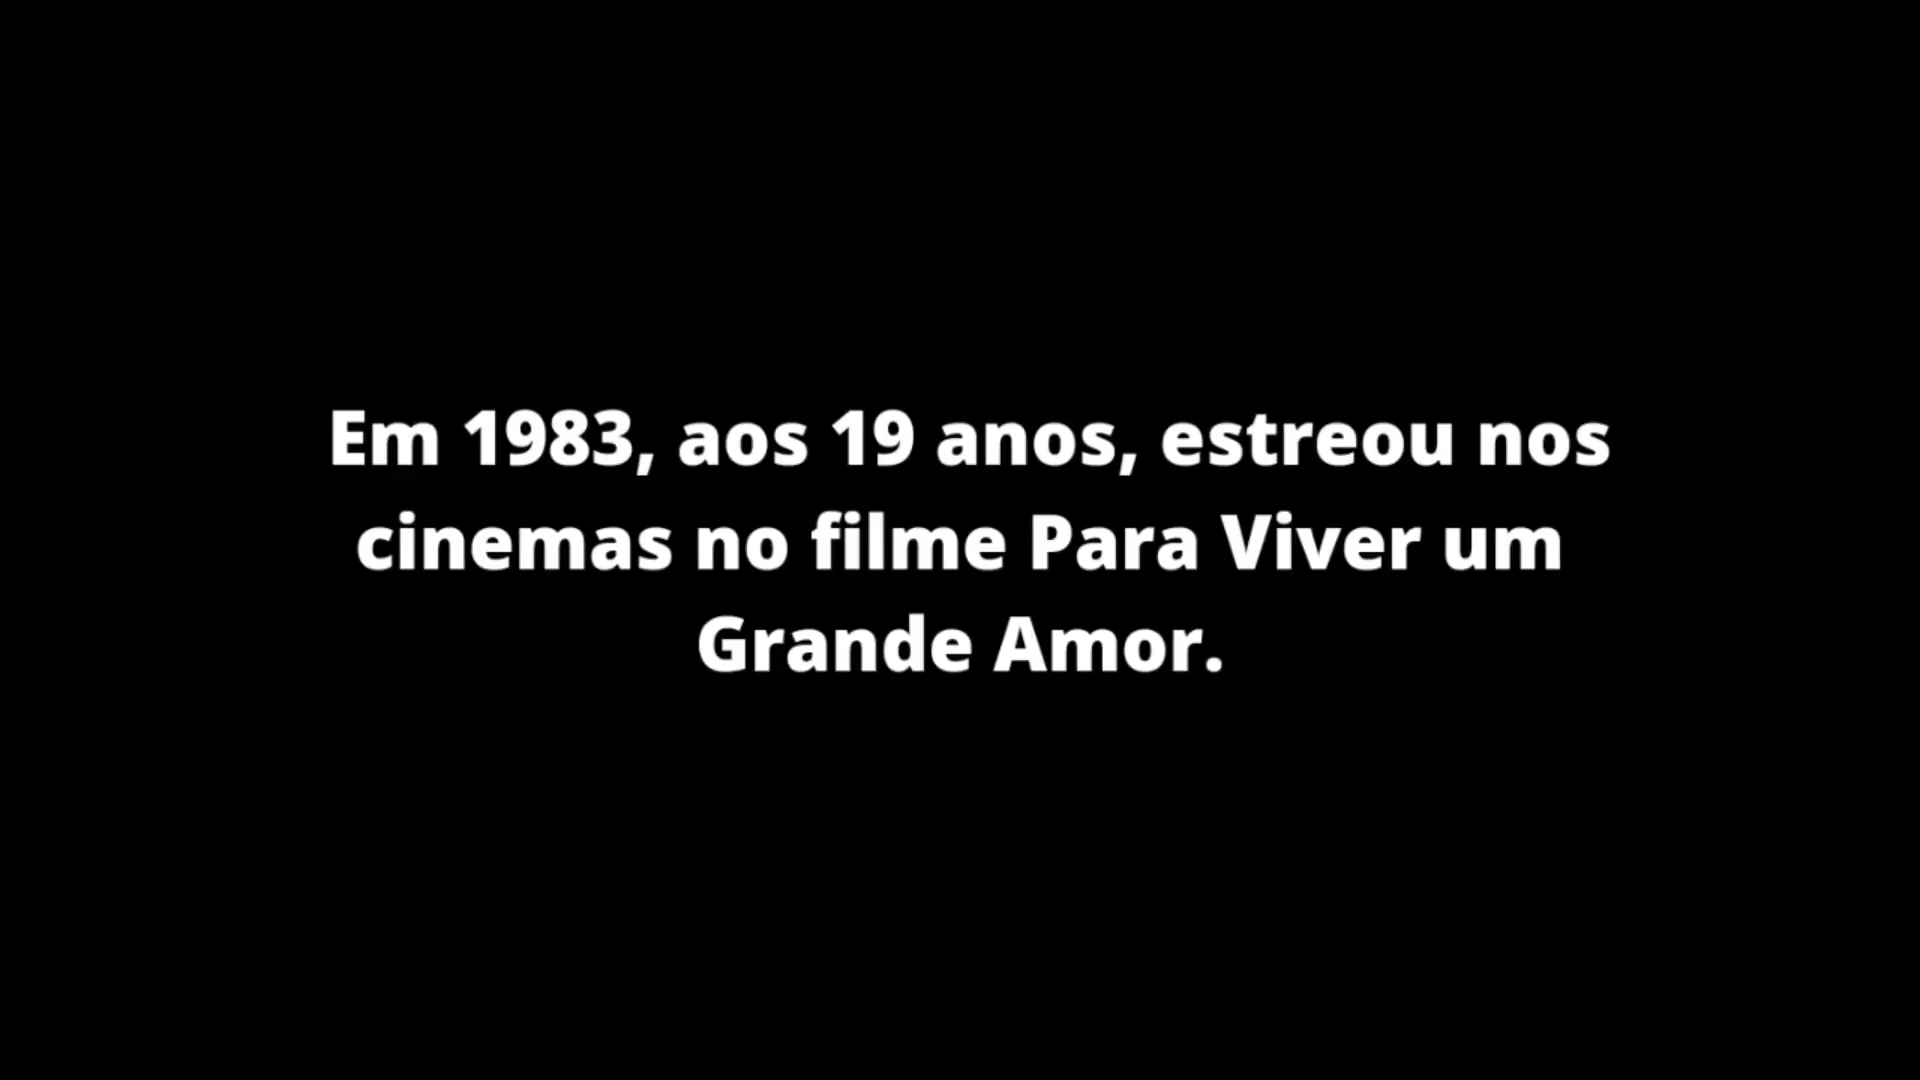 Em 1983, aos 19 anos, estreou nos
cinemas no filme Para Viver um
Grande Amor.